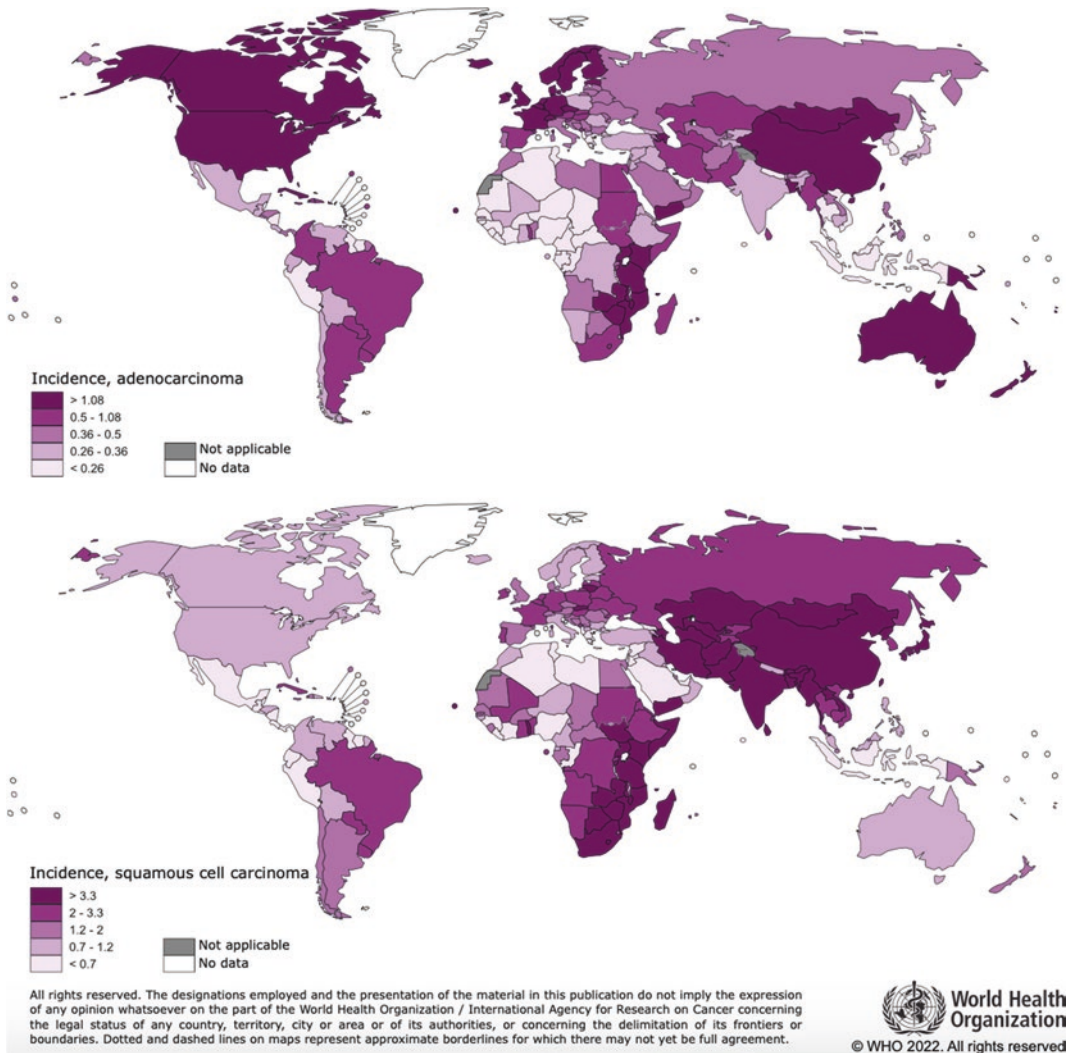 Incidence, adenocarcinoma
> 1.08
0.5 - 1.08
0.36 - 0.5
0.26 - 0.36
< 0.26
Not applicable
No data
Incidence, squamous cell carcinoma
> 3.3
2 - 3.3
1.2 - 2
0.7 - 1.2
< 0.7
Not applicable
No data
All rights reserved. The designations employed and the presentation of the material in this publication do not imply the expression
of any opinion whatsoever on the part of the World Health Organization / International Agency for Research on Cancer concerning
the legal status of any country, territory, city or area or of its authorities, or concerning the delimitation of its frontiers or
boundaries. Dotted and dashed lines on maps represent approximate borderlines for which there may not yet be full agreement.
World Health
Organization
© WHO 2022. All rights reserved